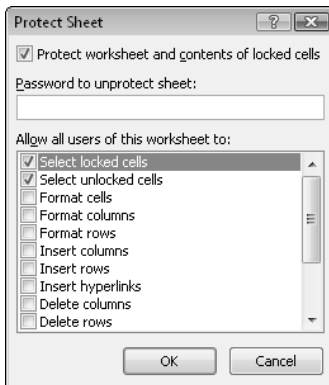 Protect Sheet
Protect worksheet and contents of locked cells
Password to unprotect sheet:
Allow all users of this worksheet to:
Select locked cells
Select unlocked cells
Format cells
Format columns
Format rows
Insert columns
Insert rows
Insert hyperlinks
Delete columns
Delete rows
OK Cancel